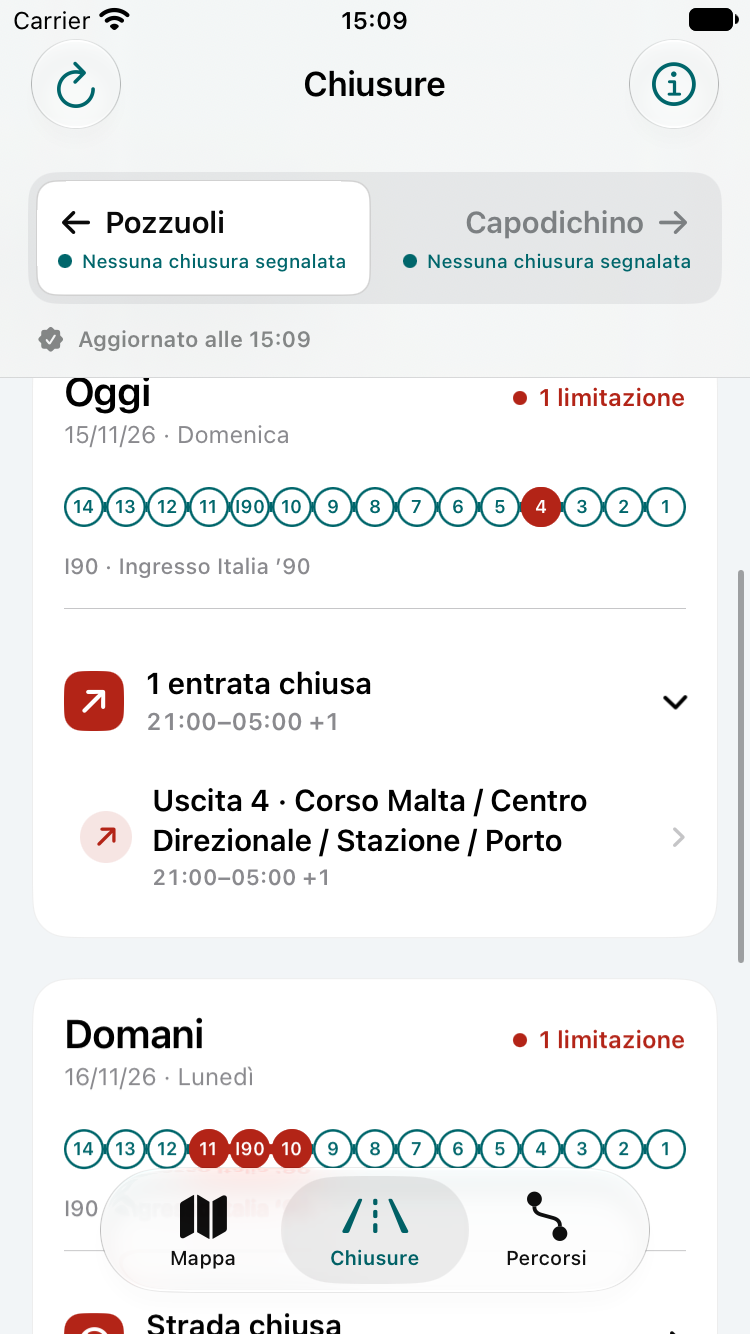 Carrier 15:09
Chiusure
Pozzuoli
Nessuna chiusura segnalata
Capodichino
Nessuna chiusura segnalata
Aggiornato alle 15:09
Oggi
1 limitazione
15/11/26 · Domenica
14 13 12 11 I90 10 9 8 7 6 5 4 3 2 1
I90 · Ingresso Italia '90
1 entrata chiusa
21:00–05:00 +1
Uscita 4 · Corso Malta / Centro
Direzionale / Stazione / Porto
21:00–05:00 +1
Domani
1 limitazione
16/11/26 · Lunedì
14 13 12 11 I90 10 9 8 7 6 5 4 3 2 1
I90
Strada chiusa
Mappa
Chiusure
Percorsi